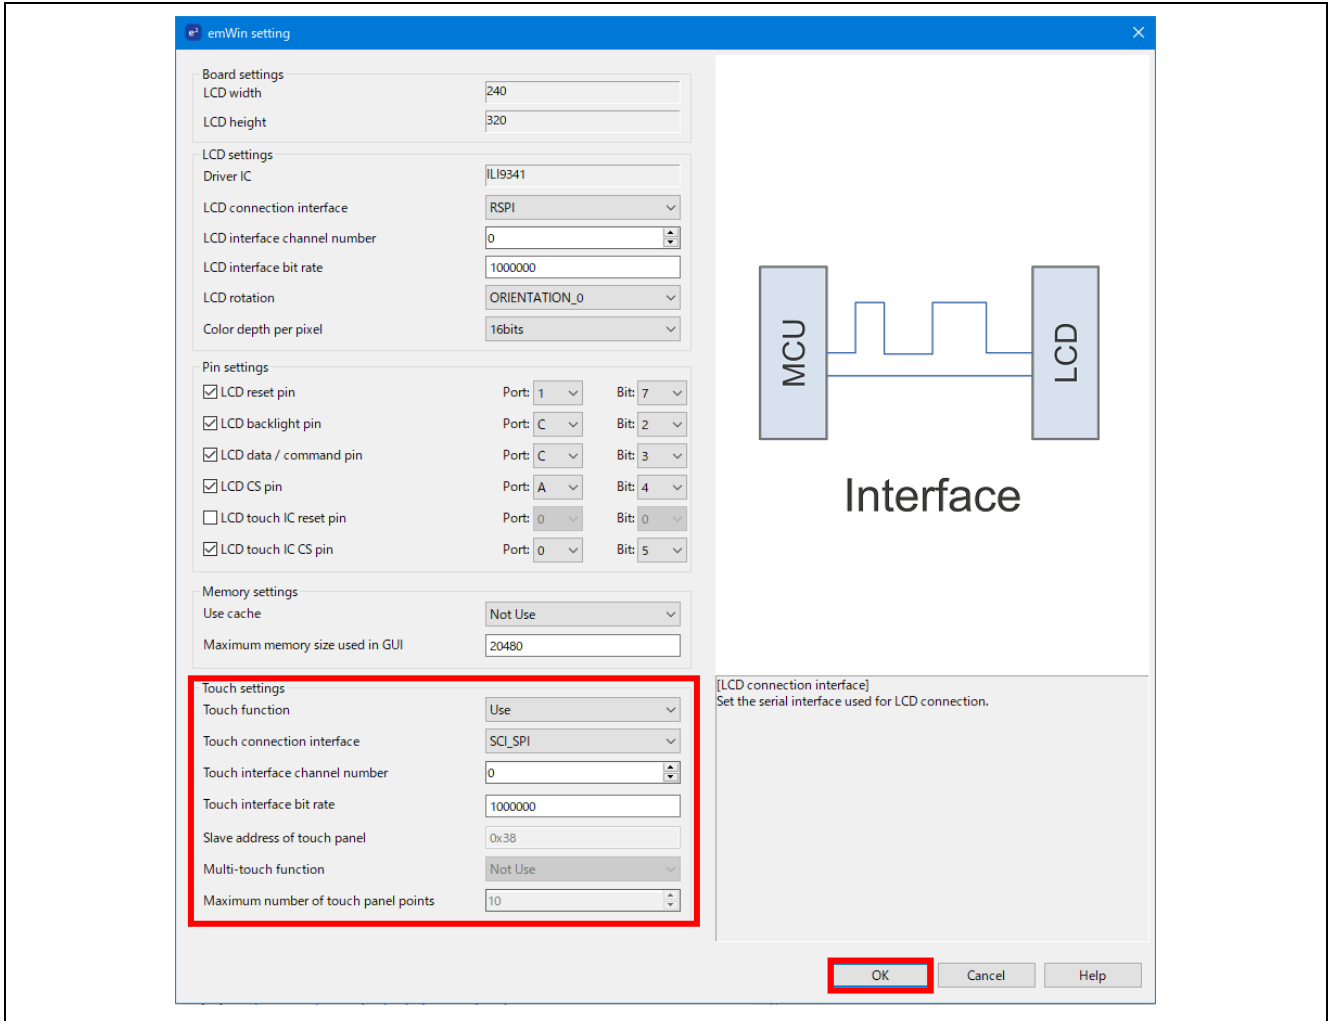 e² emWin setting
Board settings
LCD width 240
LCD height 320
LCD settings
Driver IC ILI9341
LCD connection interface RSPI
LCD interface channel number 0
LCD interface bit rate 1000000
LCD rotation ORIENTATION_0
Color depth per pixel 16bits
Pin settings
LCD reset pin Port: 1 Bit: 7
LCD backlight pin Port: C Bit: 2
LCD data / command pin Port: C Bit: 3
LCD CS pin Port: A Bit: 4
LCD touch IC reset pin Port: 0 Bit: 0
LCD touch IC CS pin Port: 0 Bit: 5
Memory settings
Use cache Not Use
Maximum memory size used in GUI 20480
Touch settings
Touch function Use
Touch connection interface SCI_SPI
Touch interface channel number 0
Touch interface bit rate 1000000
Slave address of touch panel 0x38
Multi-touch function Not Use
Maximum number of touch panel points 10
MCU
LCD
Interface
[LCD connection interface]
Set the serial interface used for LCD connection.
OK Cancel Help